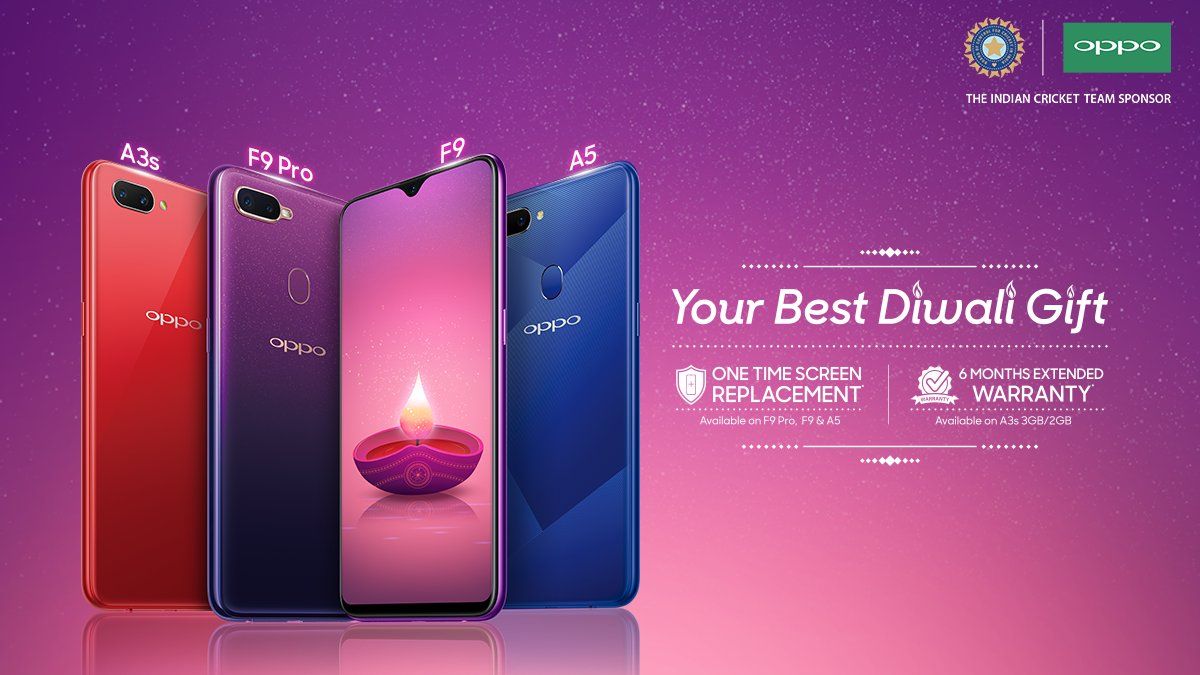 oppo
THE INDIAN CRICKET TEAM SPONSOR
A3s
F9 Pro
F9
A5
oppo
oppo
oppo
Your Best Diwali Gift
ONE TIME SCREEN
REPLACEMENT*
Available on F9 Pro, F9 & A5
WARRANTY
6 MONTHS EXTENDED
WARRANTY*
Available on A3s 3GB/2GB